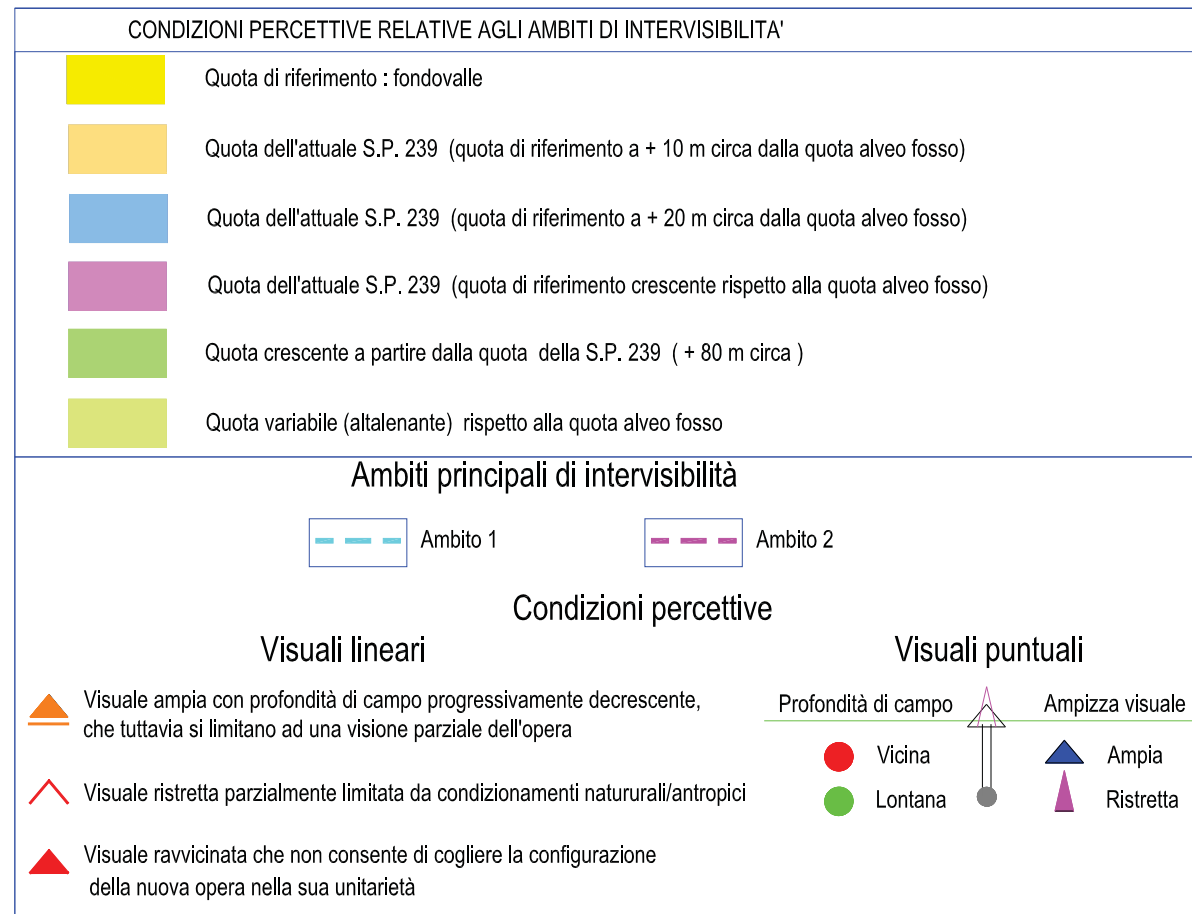 CONDIZIONI PERCETTIVE RELATIVE AGLI AMBITI DI INTERVISIBILITA'
Quota di riferimento : fondovalle
Quota dell'attuale S.P. 239 (quota di riferimento a + 10 m circa dalla quota alveo fosso)
Quota dell'attuale S.P. 239 (quota di riferimento a + 20 m circa dalla quota alveo fosso)
Quota dell'attuale S.P. 239 (quota di riferimento crescente rispetto alla quota alveo fosso)
Quota crescente a partire dalla quota della S.P. 239 ( + 80 m circa )
Quota variabile (altalenante) rispetto alla quota alveo fosso
Ambiti principali di intervisibilità
Ambito 1
Ambito 2
Condizioni percettive
Visuali lineari
Visuale ampia con profondità di campo progressivamente decrescente,
che tuttavia si limitano ad una visione parziale dell'opera
Visuale ristretta parzialmente limitata da condizionamenti natururali/antropici
Visuale ravvicinata che non consente di cogliere la configurazione
della nuova opera nella sua unitarietà
Visuali puntuali
Profondità di campo
Ampizza visuale
Vicina
Ampia
Lontana
Ristretta